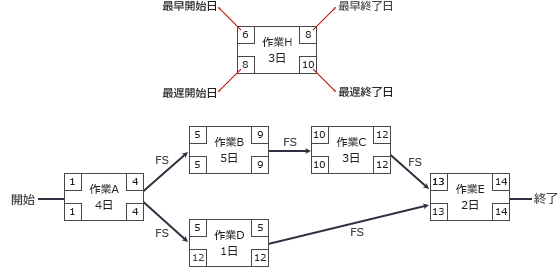 最早開始日
最早終了日
6
作業H
8
3日
8
10
最遅開始日
最遅終了日
5
作業B
9
FS
10
作業C
12
5
5日
9
10
3日
12
FS
FS
1
作業A
4
13
作業E
14
開始
終了
1
4日
4
13
2日
14
FS
5
作業D
5
FS
12
1日
12